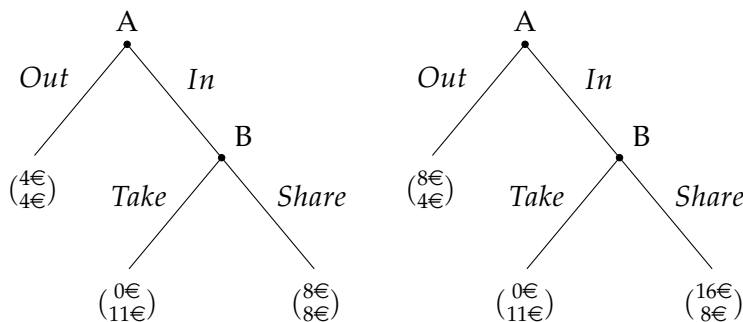 A A
Out In Out In
B B
(4€ 4€) Take Share (8€ 4€) Take Share
(0€ 11€) (8€ 8€) (0€ 11€) (16€ 8€)